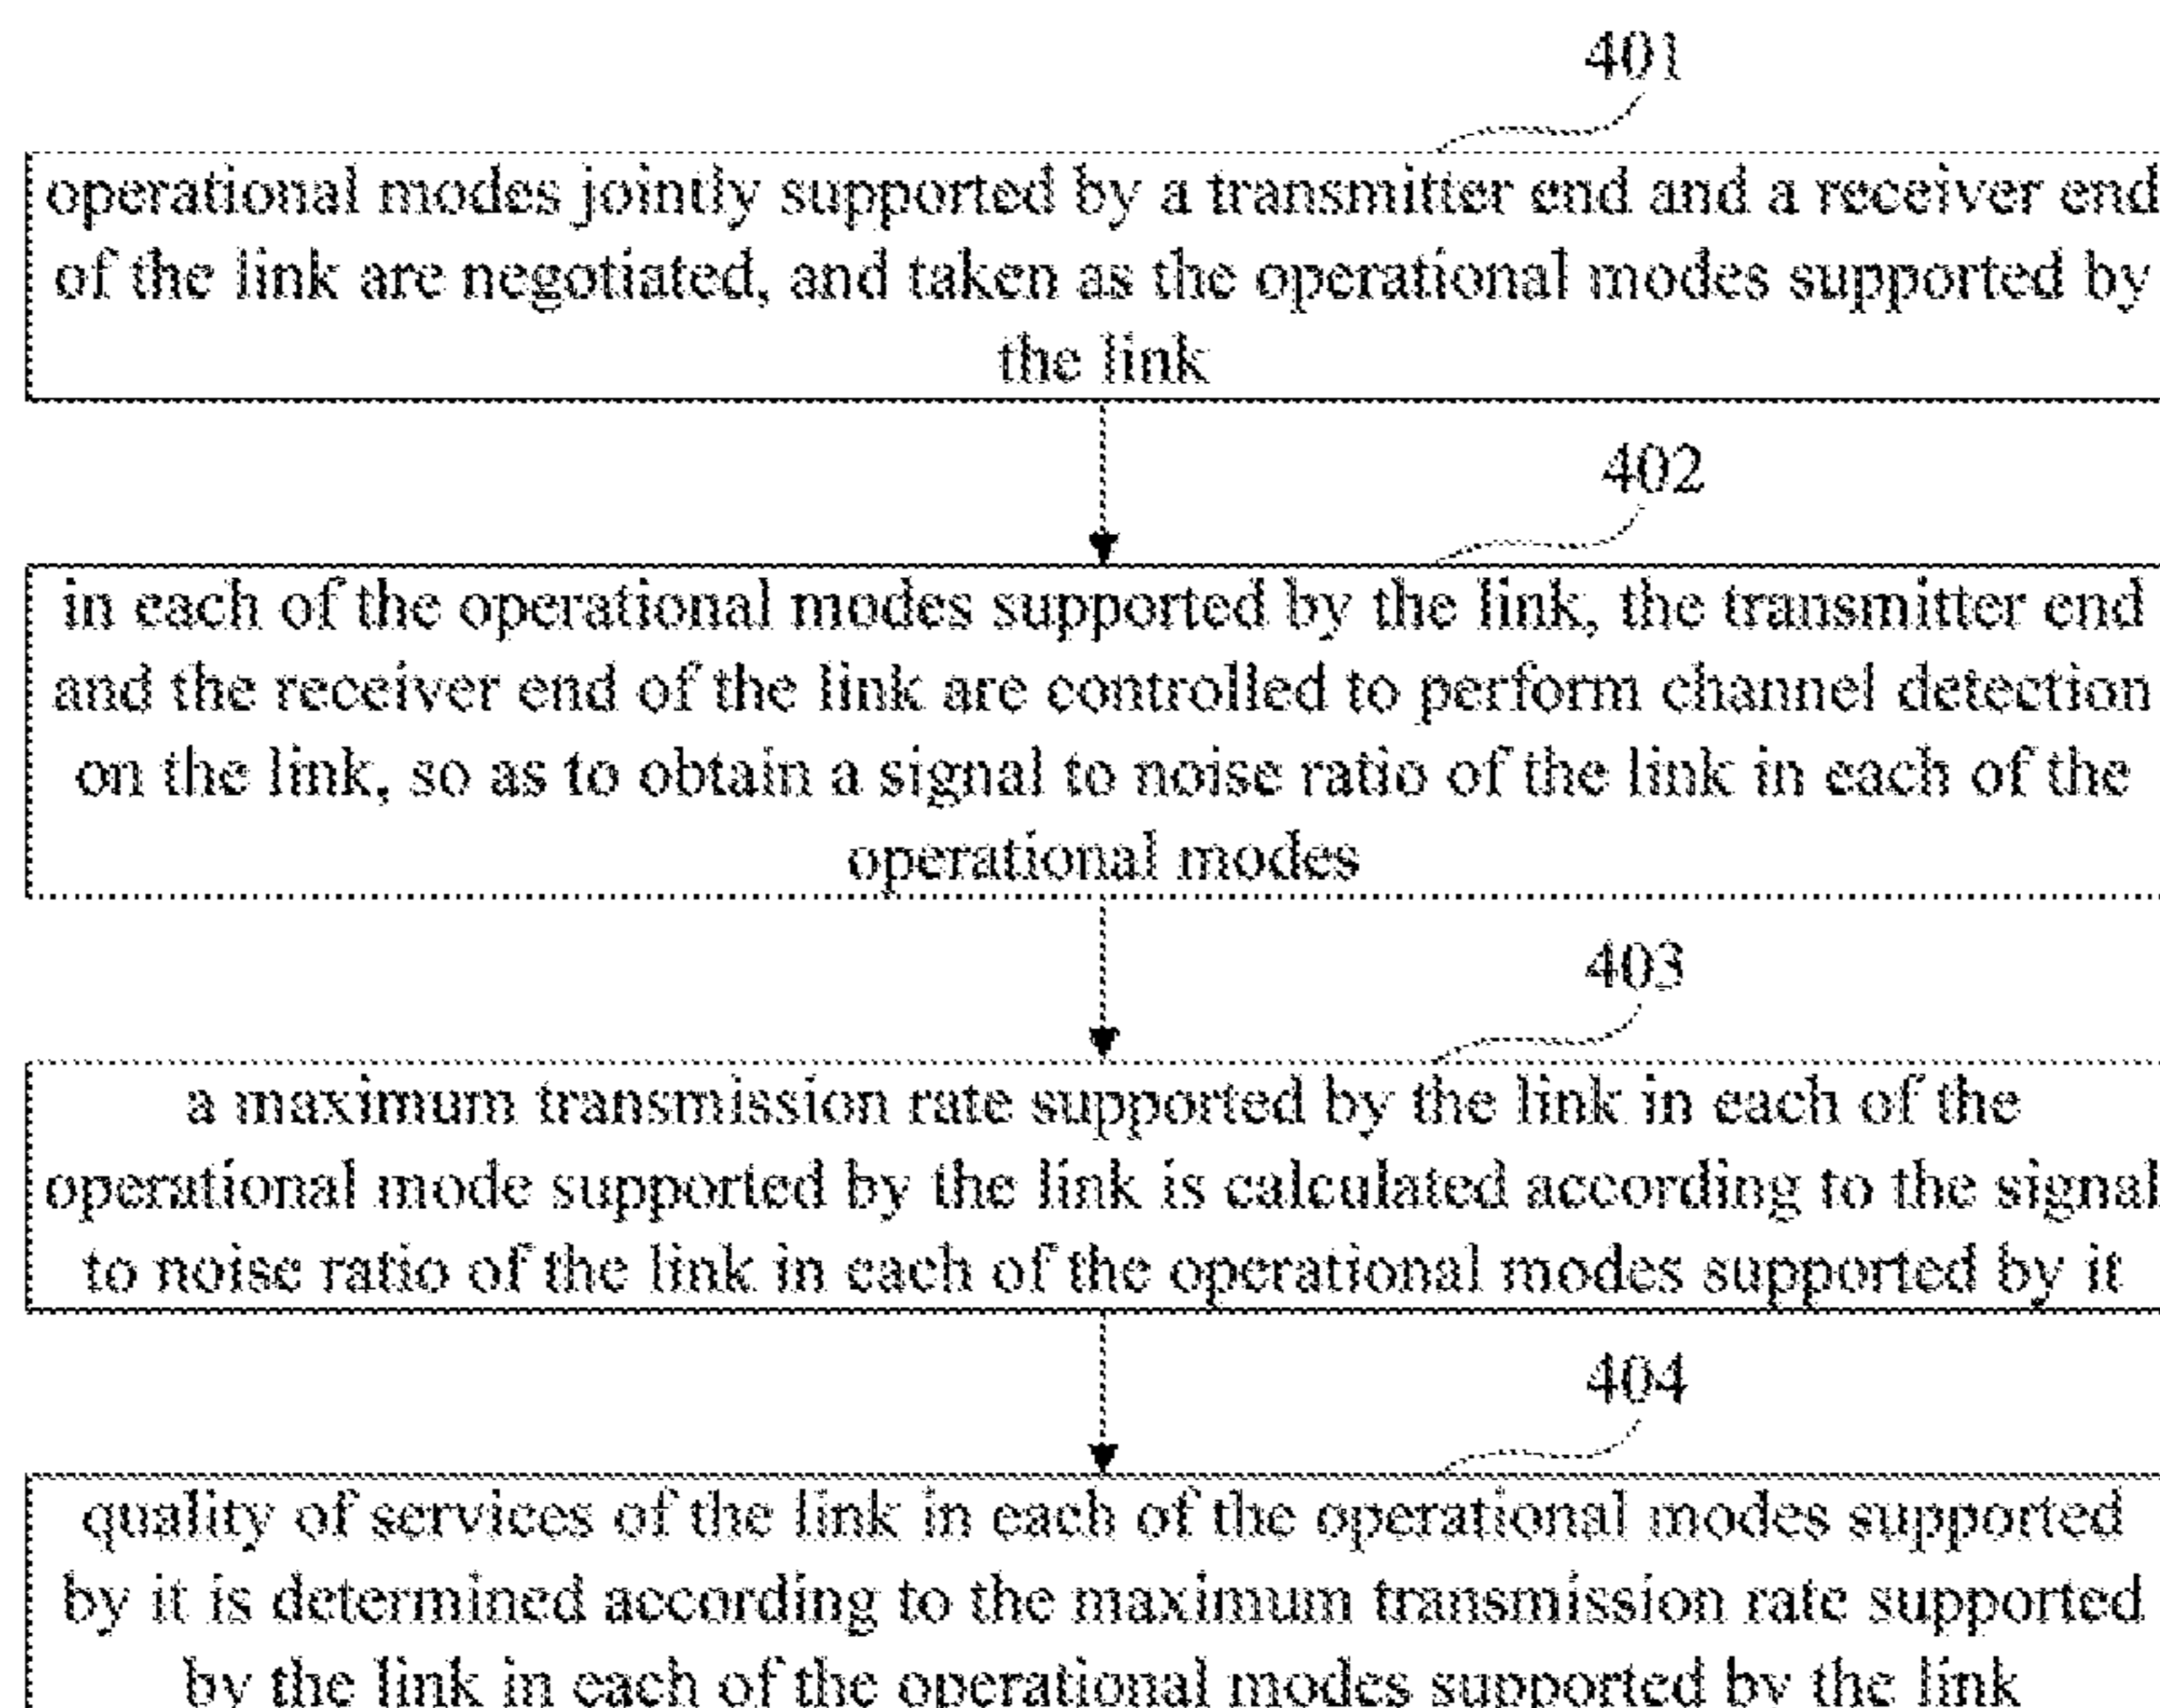 401
operational modes jointly supported by a transmitter end and a receiver end
of the link are negotiated, and taken as the operational modes supported by
the link
402
in each of the operational modes supported by the link, the transmitter end
and the receiver end of the link are controlled to perform channel detection
on the link, so as to obtain a signal to noise ratio of the link in each of the
operational modes
403
a maximum transmission rate supported by the link in each of the
operational mode supported by the link is calculated according to the signal
to noise ratio of the link in each of the operational modes supported by it
404
quality of services of the link in each of the operational modes supported
by it is determined according to the maximum transmission rate supported
by the link in each of the operational modes supported by the link